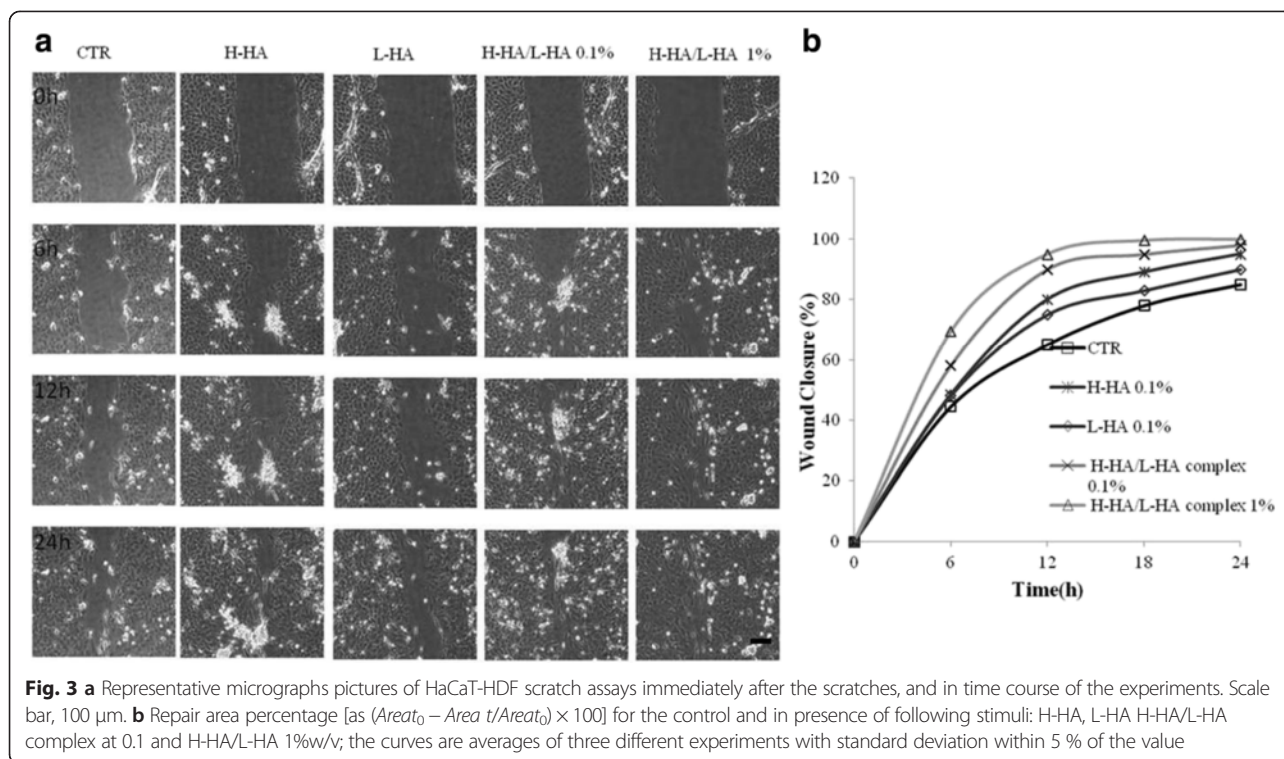 a
CTR
H-HA
L-HA
H-HA/L-HA 0.1%
H-HA/L-HA 1%
0h
6h
12h
24h
b
120
100
80
60
40
20
0
Wound Closure (%)
CTR
H-HA 0.1%
L-HA 0.1%
H-HA/L-HA complex
0.1%
H-HA/L-HA complex 1%
0
6
12
18
24
Time(h)
Fig. 3 a Representative micrographs pictures of HaCaT-HDF scratch assays immediately after the scratches, and in time course of the experiments. Scale
bar, 100 μm. b Repair area percentage [as (Areat₀ – Area t/Areat₀) × 100] for the control and in presence of following stimuli: H-HA, L-HA H-HA/L-HA
complex at 0.1 and H-HA/L-HA 1%w/v; the curves are averages of three different experiments with standard deviation within 5 % of the value